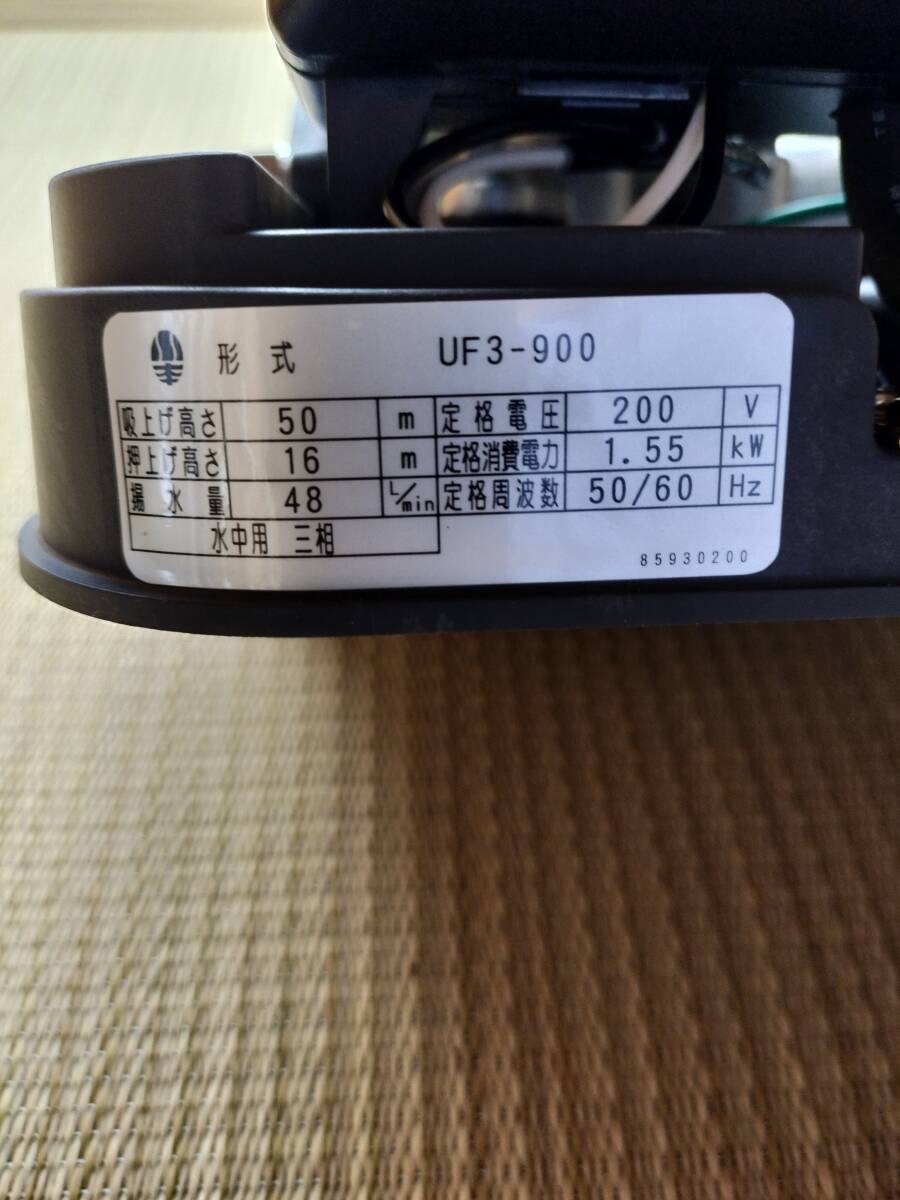 形 式 UF3-900
吸上げ高さ 50 m 定格電圧 200 V
押上げ高さ 16 m 定格消費電力 1.55 kW
揚水量 48 L/min 定格周波数 50/60 Hz
水中用 三相
85930200